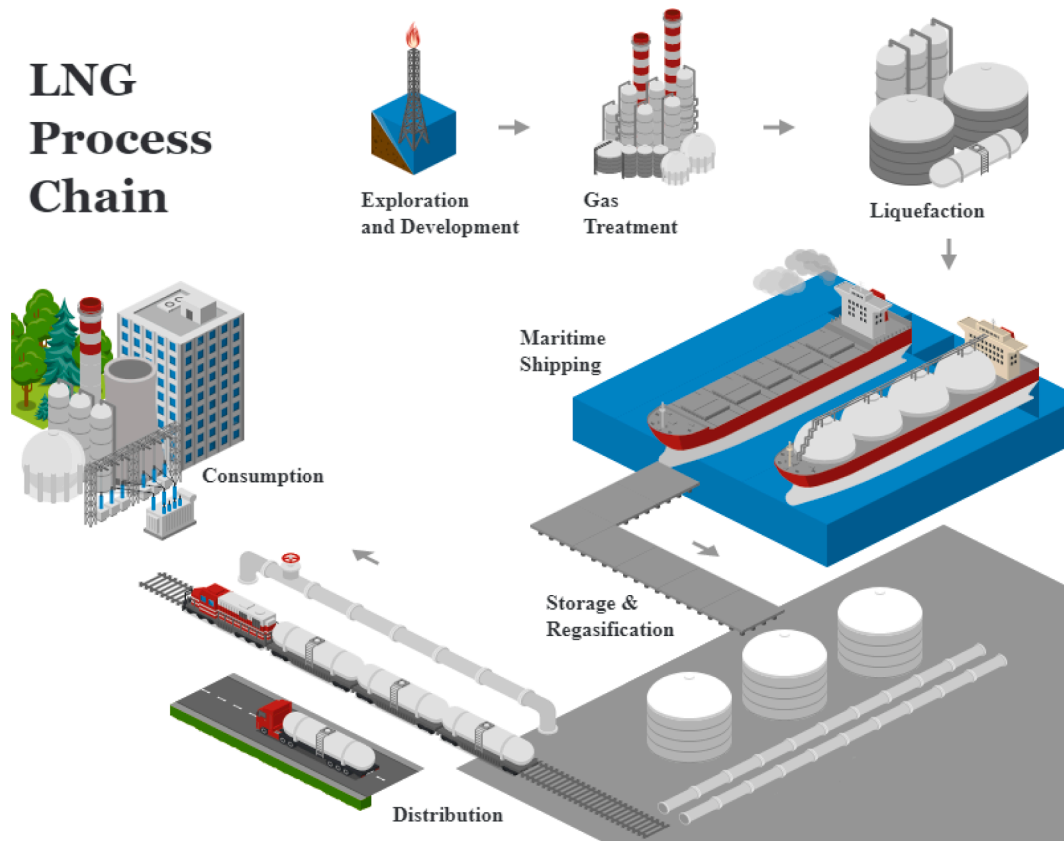 LNG
Process
Chain
Exploration
and Development
Gas
Treatment
Liquefaction
Maritime
Shipping
Consumption
Storage &
Regasification
Distribution